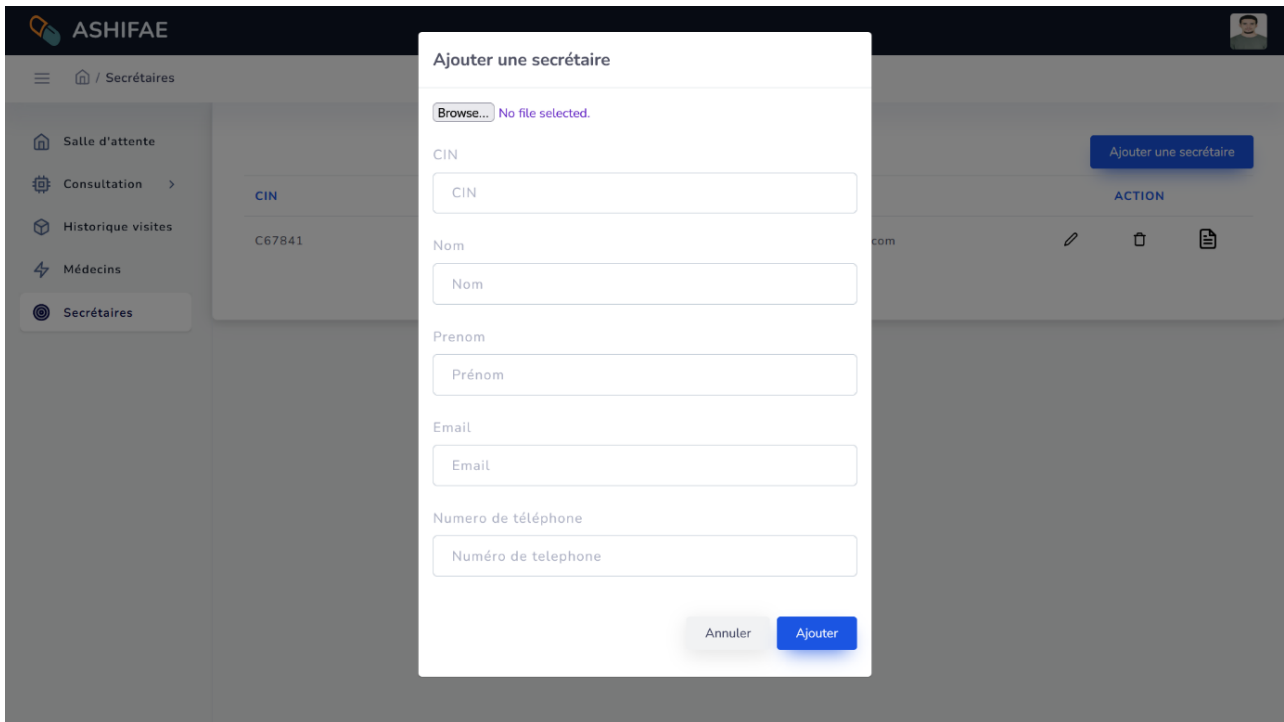 ASHIFAE
/ Secrétaires
Salle d'attente
Consultation >
Historique visites
Médecins
Secrétaires
Ajouter une secrétaire
CIN
ACTION
C67841
com
Ajouter une secrétaire
Browse... No file selected.
CIN
CIN
Nom
Nom
Prenom
Prénom
Email
Email
Numero de téléphone
Numéro de telephone
Annuler
Ajouter